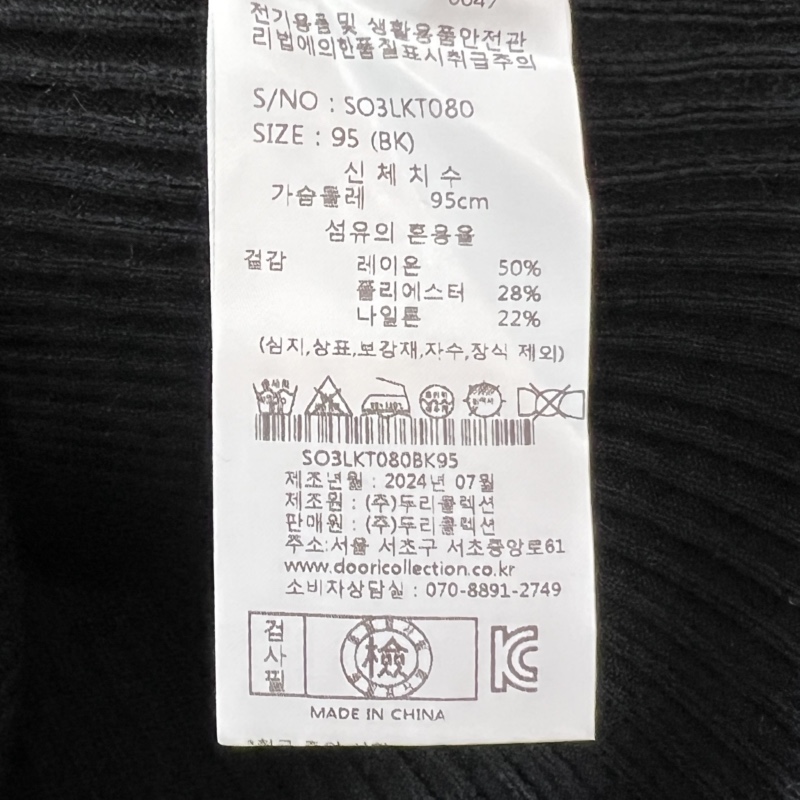 0047
전기용품 및 생활용품안전관
리법에의한품질표시취급주의
S/NO : SO3LKT080
SIZE : 95 (BK)
신 체 치 수
가슴둘레 95cm
섬유의 혼용율
겉감 레이온 50%
폴리에스터 28%
나일론 22%
(심지,상표,보강재,자수,장식 제외)
SO3LKT080BK95
제조년월 : 2024년 07월
제조원 : (주)두리콜렉션
판매원 : (주)두리콜렉션
주소:서울 서초구 서초중앙로61
www.dooricollection.co.kr
소비자상담실 : 070-8891-2749
검사필
檢
KC
MADE IN CHINA